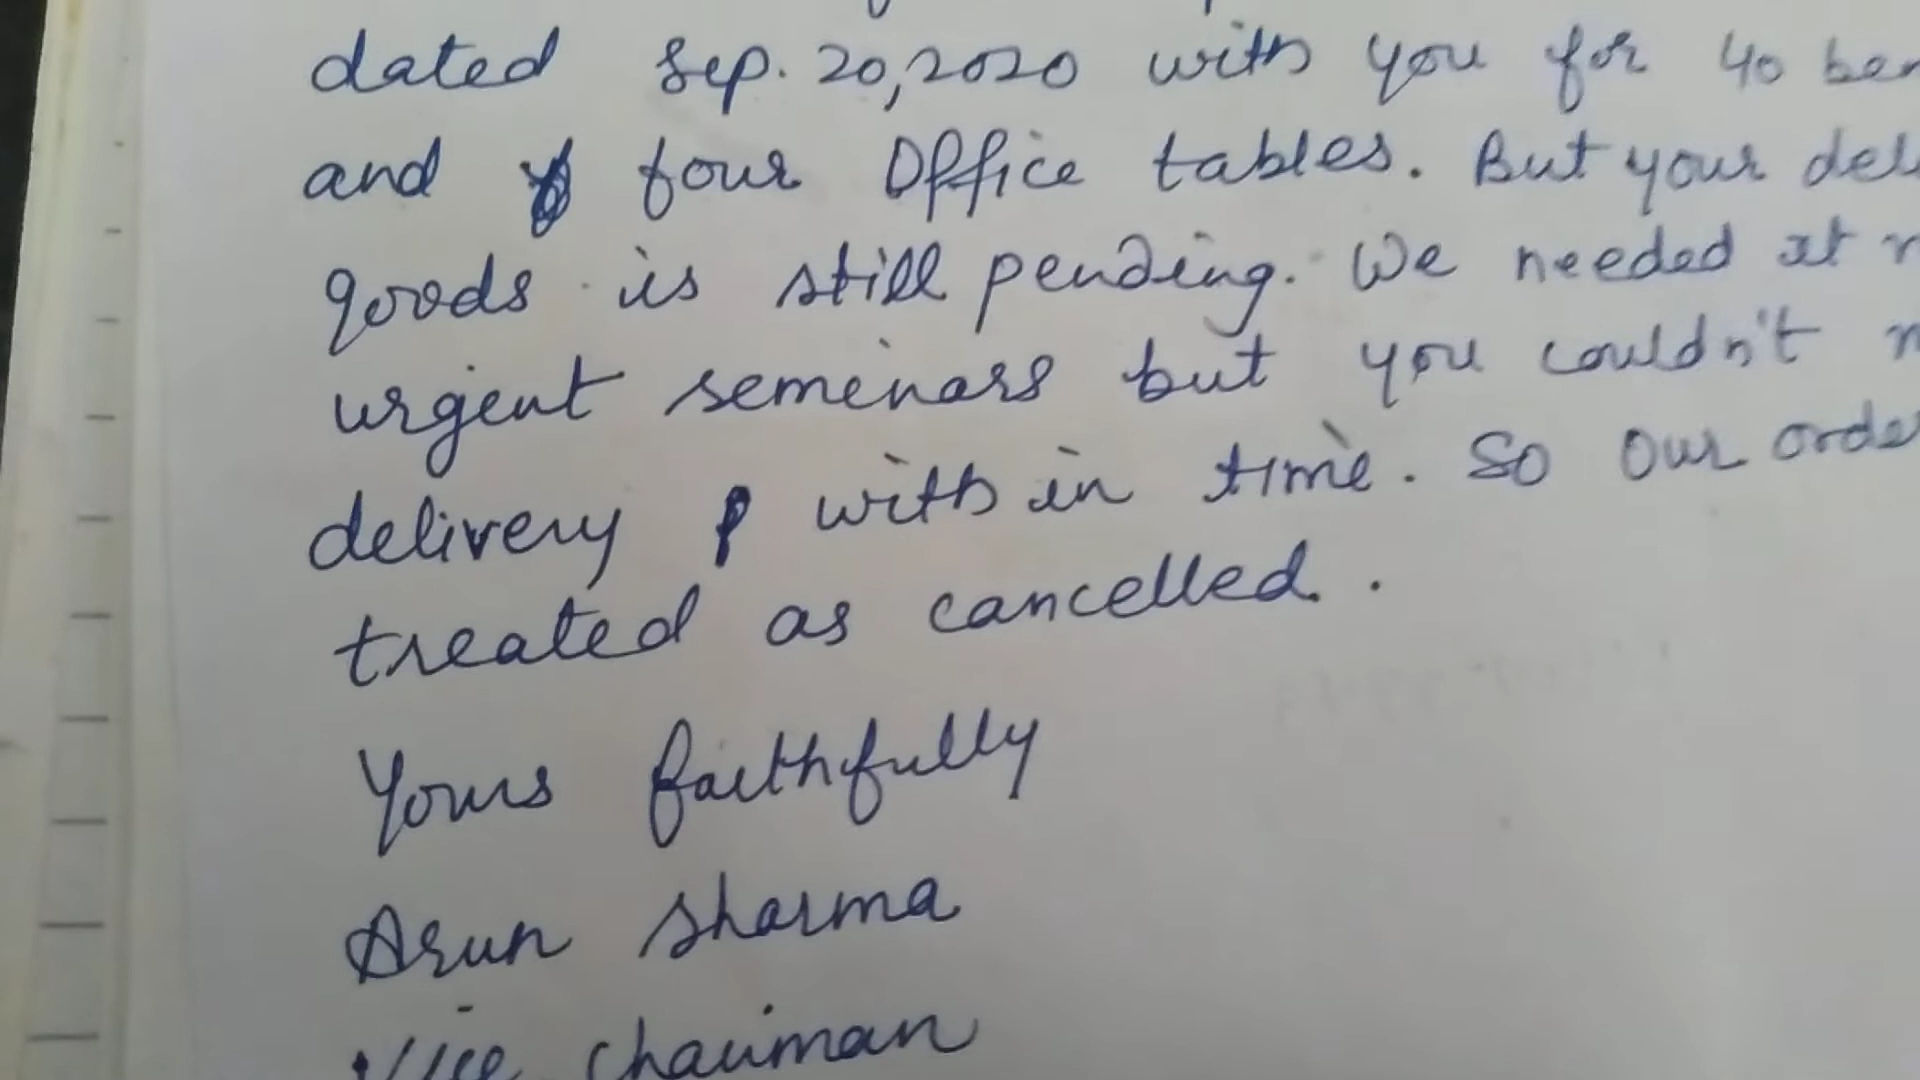 dated Sep. 20,2020 with you for 40
and four Office tables. But your
goods is still pending. We needed it
urgent seminars but you couldn't
delivery with in time. So Our
treated as cancelled.
Yours faithfully
Arun Sharma
Vice Chairman